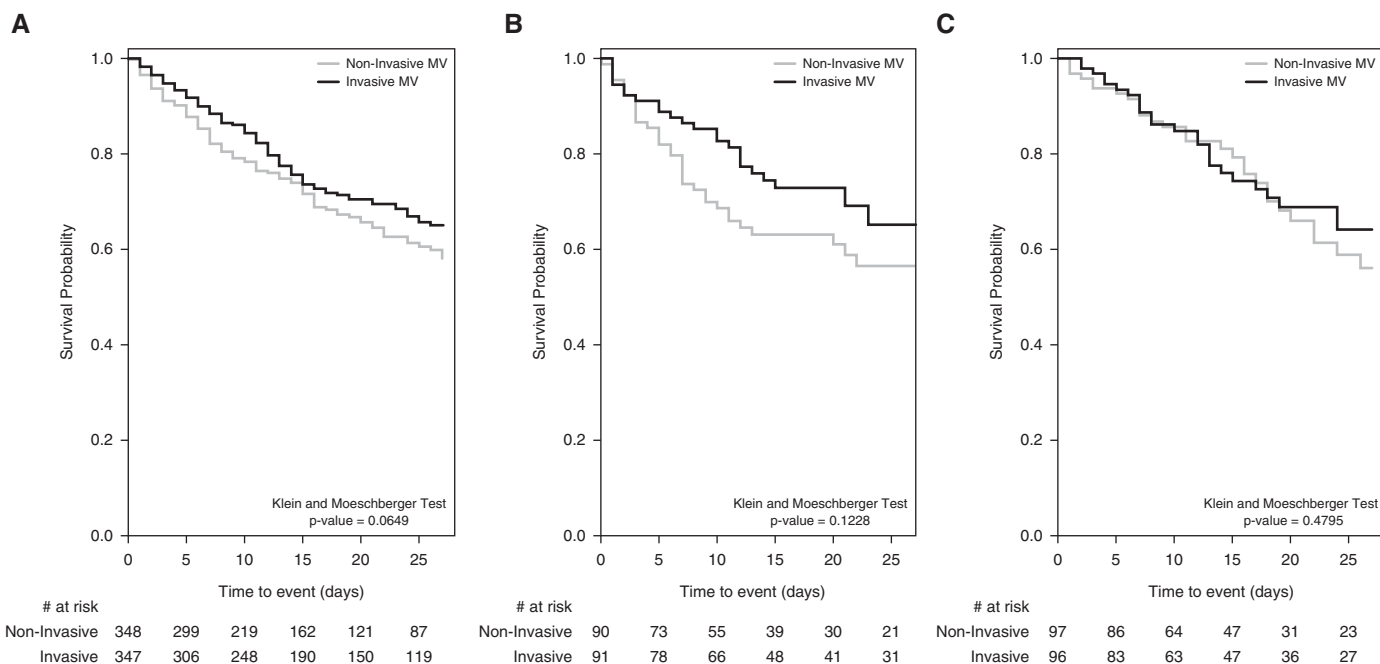 A
1.0
0.8
0.6
0.4
0.2
0.0
Survival Probability
Non-Invasive MV
Invasive MV
Klein and Moeschberger Test
p-value = 0.0649
0 5 10 15 20 25
Time to event (days)
# at risk
Non-Invasive 348 299 219 162 121 87
Invasive 347 306 248 190 150 119
B
1.0
0.8
0.6
0.4
0.2
0.0
Survival Probability
Non-Invasive MV
Invasive MV
Klein and Moeschberger Test
p-value = 0.1228
0 5 10 15 20 25
Time to event (days)
# at risk
Non-Invasive 90 73 55 39 30 21
Invasive 91 78 66 48 41 31
C
1.0
0.8
0.6
0.4
0.2
0.0
Survival Probability
Non-Invasive MV
Invasive MV
Klein and Moeschberger Test
p-value = 0.4795
0 5 10 15 20 25
Time to event (days)
# at risk
Non-Invasive 97 86 64 47 31 23
Invasive 96 83 63 47 36 27